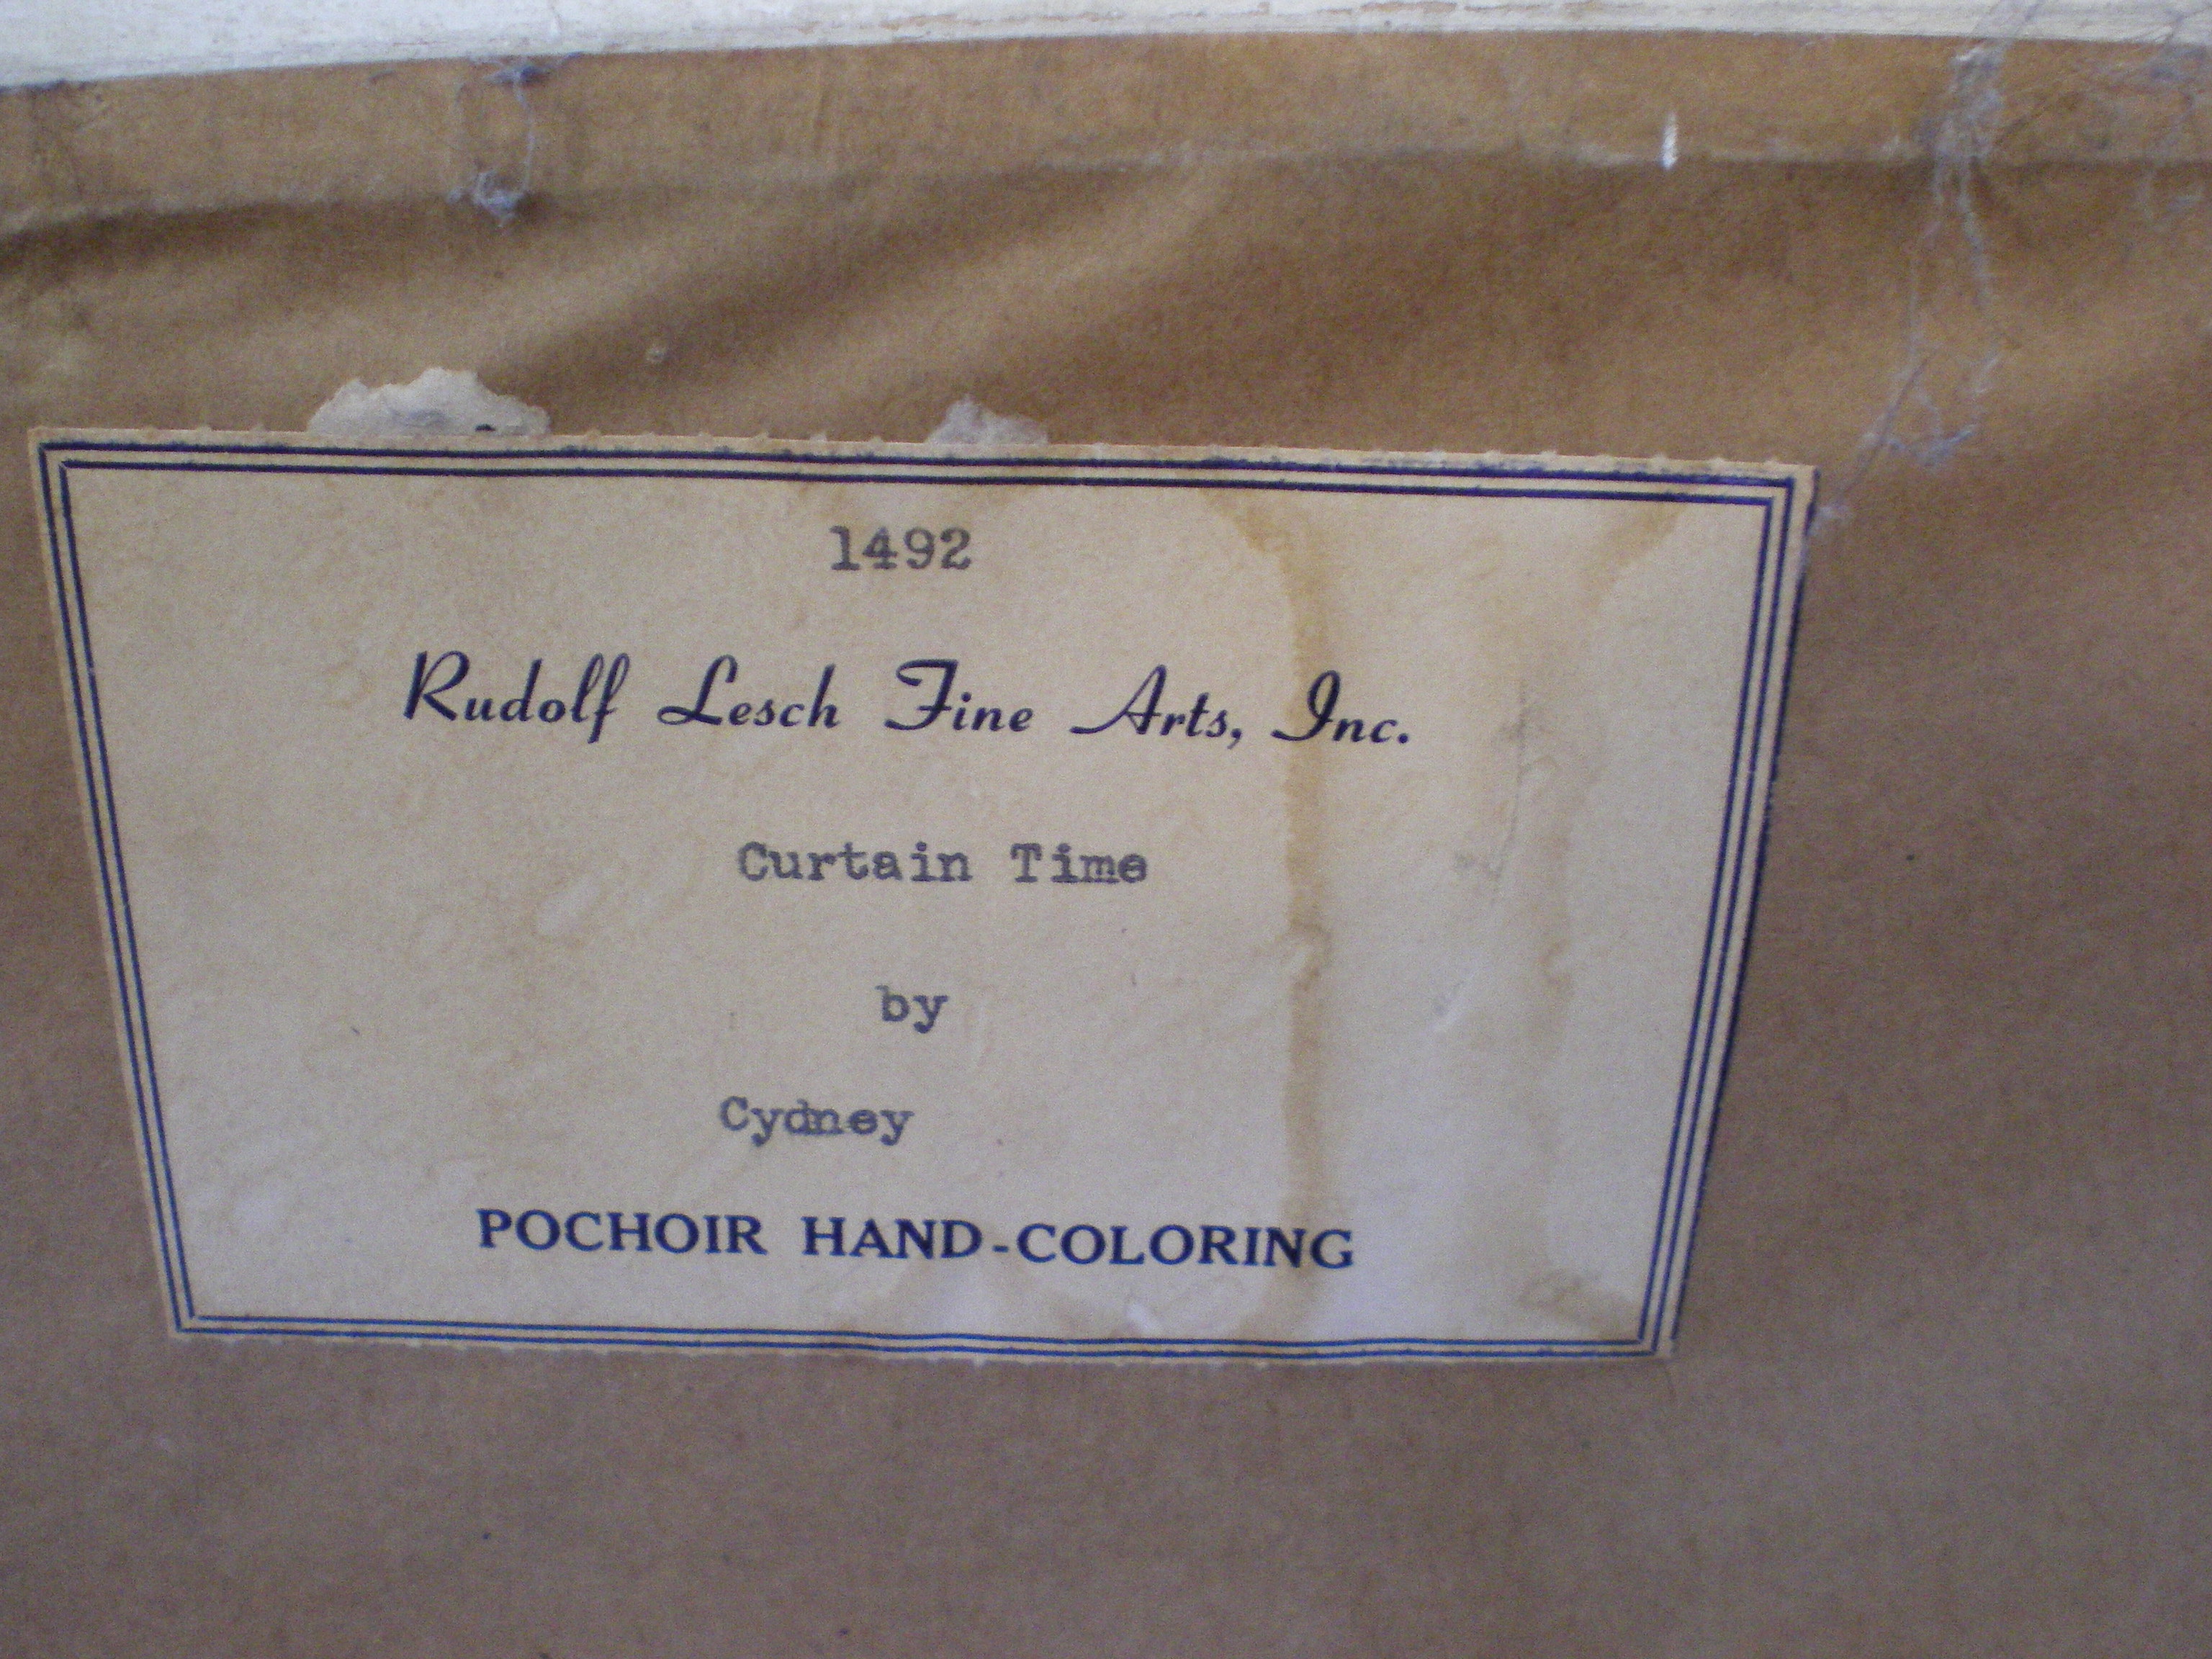 1492
Rudolf Lesch Fine Arts, Inc.
Curtain Time
by
Cydney
POCHOIR HAND-COLORING